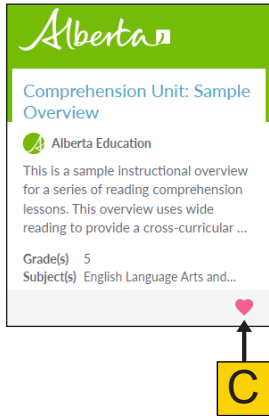 Alberta
Comprehension Unit: Sample
Overview
Alberta Education
This is a sample instructional overview
for a series of reading comprehension
lessons. This overview uses wide
reading to provide a cross-curricular ...
Grade(s) 5
Subject(s) English Language Arts and...
C